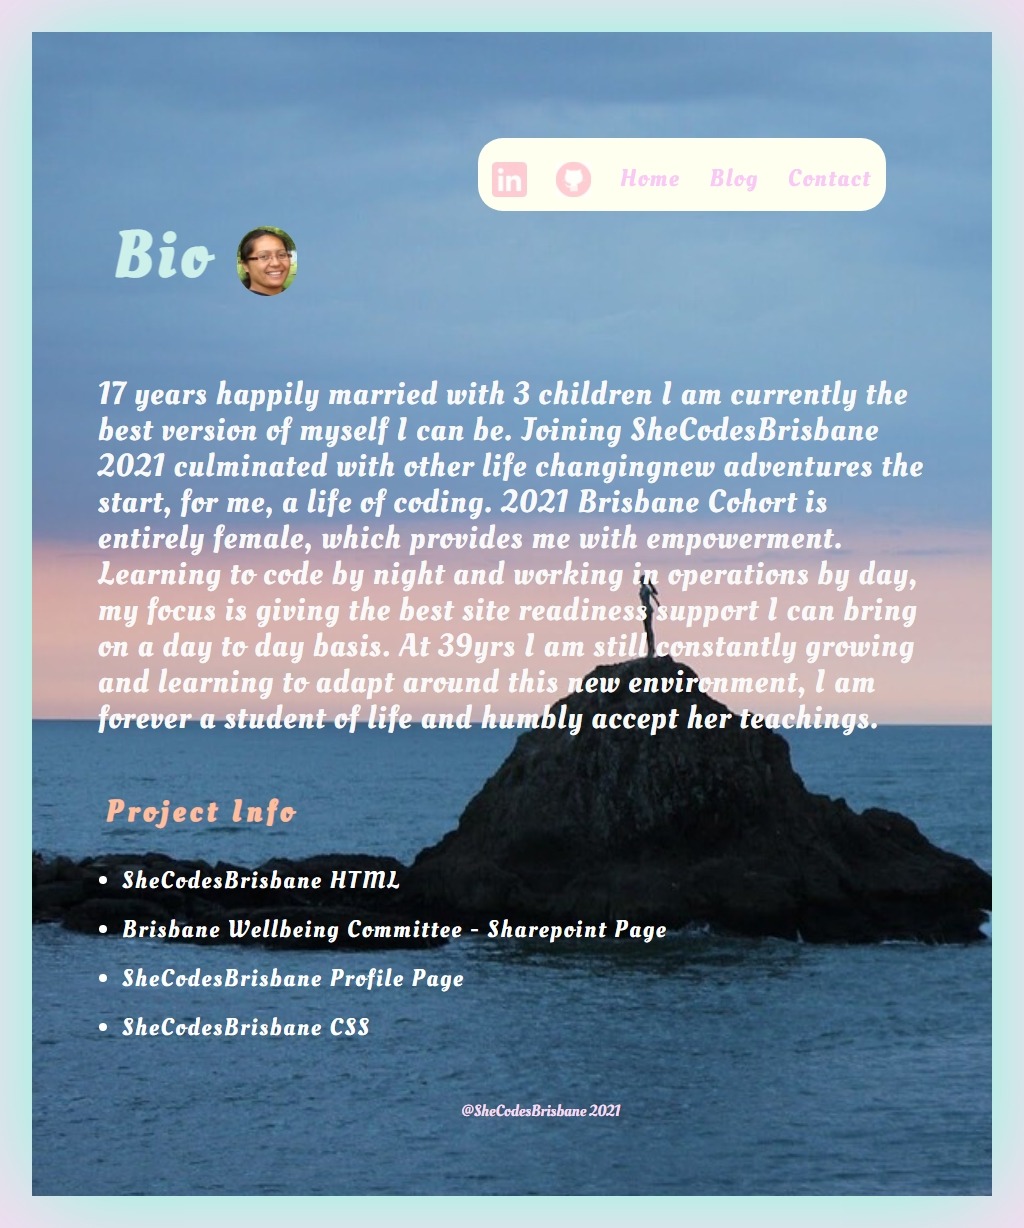 in Home Blog Contact
Bio
17 years happily married with 3 children I am currently the
best version of myself I can be. Joining SheCodesBrisbane
2021 culminated with other life changingnew adventures the
start, for me, a life of coding. 2021 Brisbane Cohort is
entirely female, which provides me with empowerment.
Learning to code by night and working in operations by day,
my focus is giving the best site readiness support I can bring
on a day to day basis. At 39yrs I am still constantly growing
and learning to adapt around this new environment, I am
forever a student of life and humbly accept her teachings.
Project Info
• SheCodesBrisbane HTML
• Brisbane Wellbeing Committee - Sharepoint Page
• SheCodesBrisbane Profile Page
• SheCodesBrisbane CSS
@SheCodesBrisbane 2021